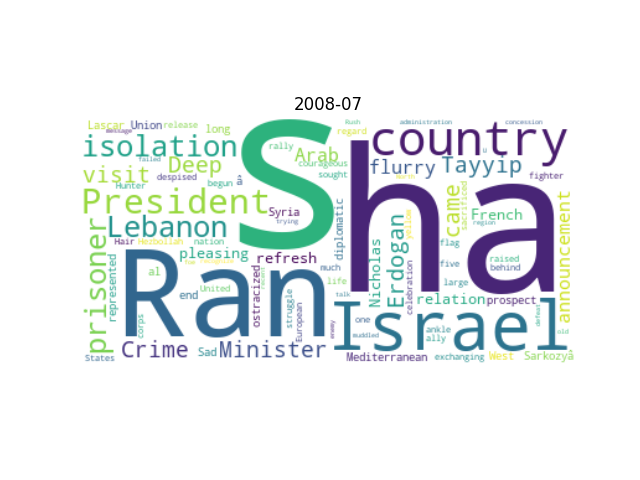 2008-07
Lascar Union release long
rally
Rush administration concession
message
failed
isolation
Sha
country
visit Deep
despised begun â
Hunter
Arab
courageous
regard
sought
flurry Tayyip
fighter
President
Syria
trying
diplomatic
Nicholas
Erdogan
yellow
came
sacrificed
French
flag
region
announcement
Lebanon
Hair Hezbollah nation
prisoner
represented
pleasing
refresh
raised
five
behind
much
life
talk
celebration
relation
large
prospect
al
end
United
Ran
ostracized
struggle
European
enemy
one
muddled
Israel
defeat
old
corps
States
Crime
Sad
Minister
Mediterranean
ankle
ally
exchanging
West
Sarkozyâ